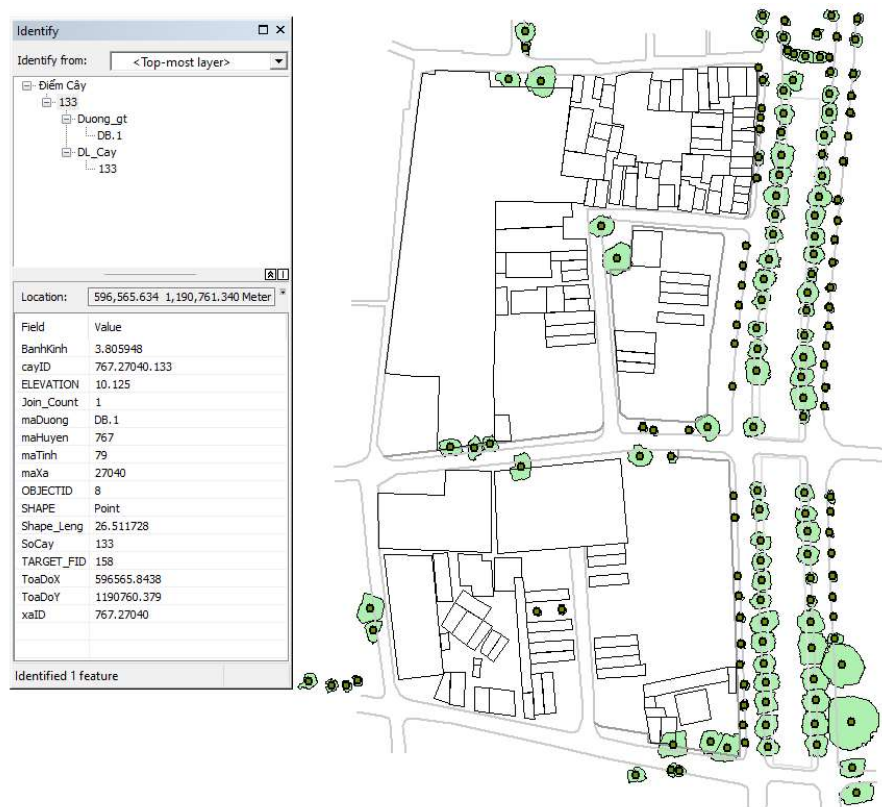 Identify
Identify from: <Top-most layer>
Điểm Cây
133
Duong_gt
DB.1
DL_Cay
133
Location: 596,565.634 1,190,761.340 Meter
Field Value
BanhKinh 3.805948
cayID 767.27040.133
ELEVATION 10.125
Join_Count 1
maDuong DB.1
maHuyen 767
maTinh 79
maXa 27040
OBJECTID 8
SHAPE Point
Shape_Leng 26.511728
SoCay 133
TARGET_FID 158
ToaDoX 596565.8438
ToaDoY 1190760.379
xaID 767.27040
Identified 1 feature